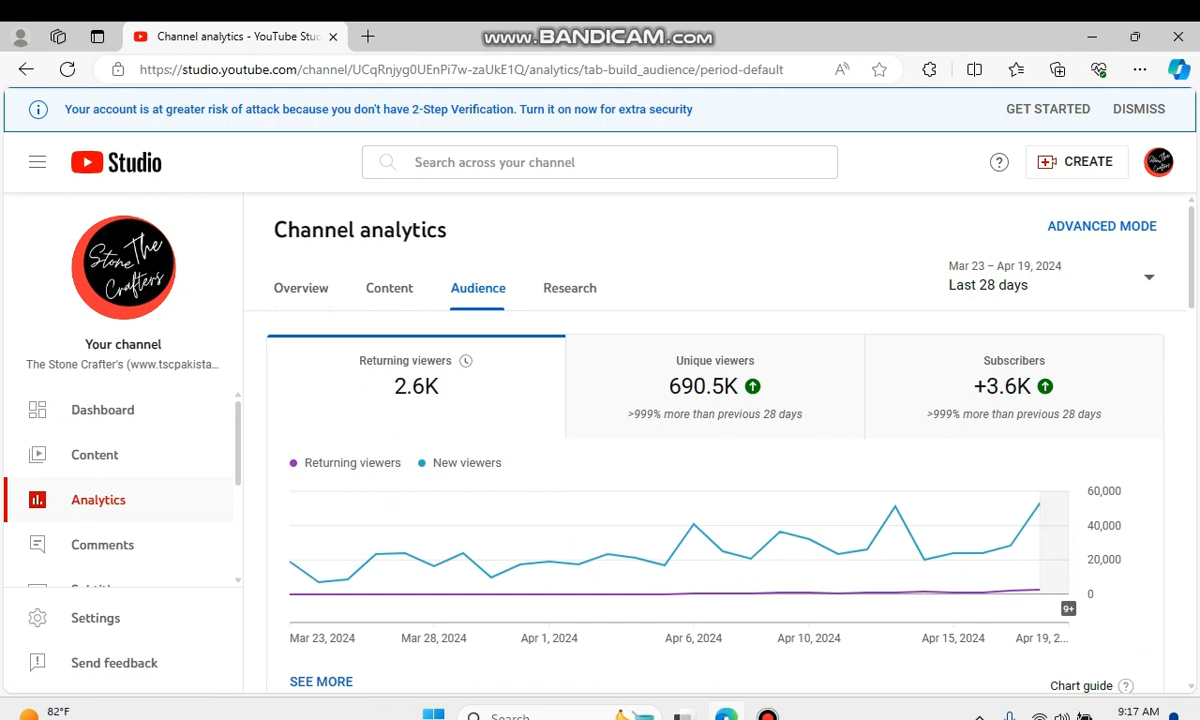 Channel analytics - YouTube Stud
www.BANDICAM.com
https://studio.youtube.com/channel/UCqRnjyg0UEnPi7w-zaUkE1Q/analytics/tab-build_audience/period-default
Your account is at greater risk of attack because you don't have 2-Step Verification. Turn it on now for extra security
GET STARTED
DISMISS
Studio
Search across your channel
CREATE
The Stone Crafters
Your channel
The Stone Crafter's (www.tscpakista...
Dashboard
Content
Analytics
Comments
Settings
Send feedback
Channel analytics
ADVANCED MODE
Overview
Content
Audience
Research
Mar 23 – Apr 19, 2024
Last 28 days
Returning viewers
2.6K
Unique viewers
690.5K
>999% more than previous 28 days
Subscribers
+3.6K
>999% more than previous 28 days
Returning viewers
New viewers
60,000
40,000
20,000
0
9+
Mar 23, 2024
Mar 28, 2024
Apr 1, 2024
Apr 6, 2024
Apr 10, 2024
Apr 15, 2024
Apr 19, 2...
SEE MORE
Chart guide
82°F
Search
9:17 AM